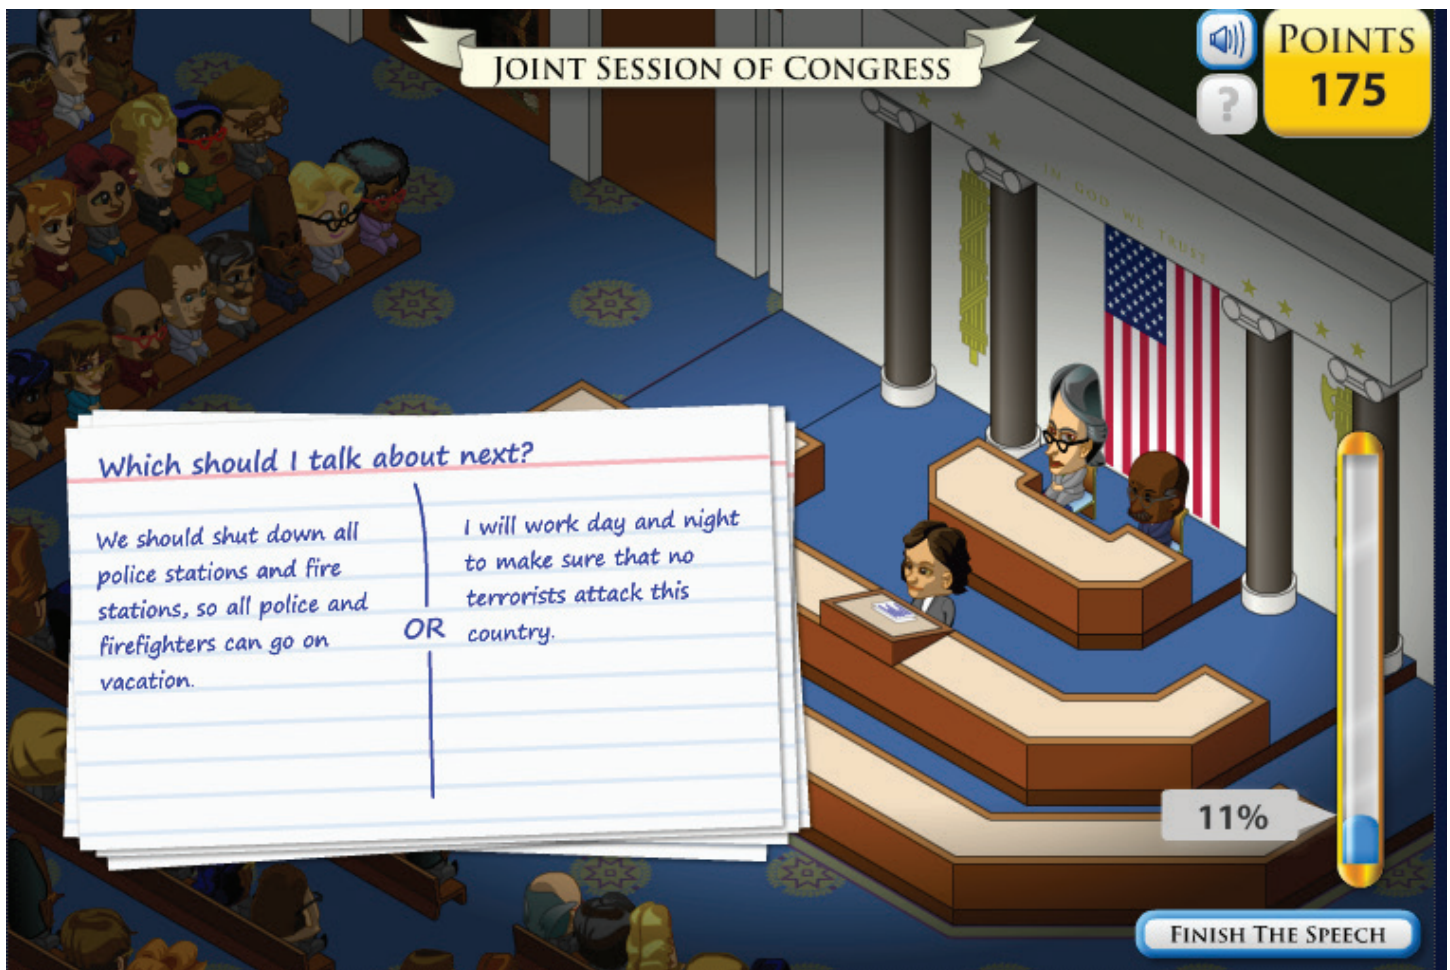 JOINT SESSION OF CONGRESS
POINTS
175
?
IN GOD WE TRUST
Which should I talk about next?
We should shut down all
police stations and fire
stations, so all police and
firefighters can go on
vacation.
OR
I will work day and night
to make sure that no
terrorists attack this
country.
11%
FINISH THE SPEECH